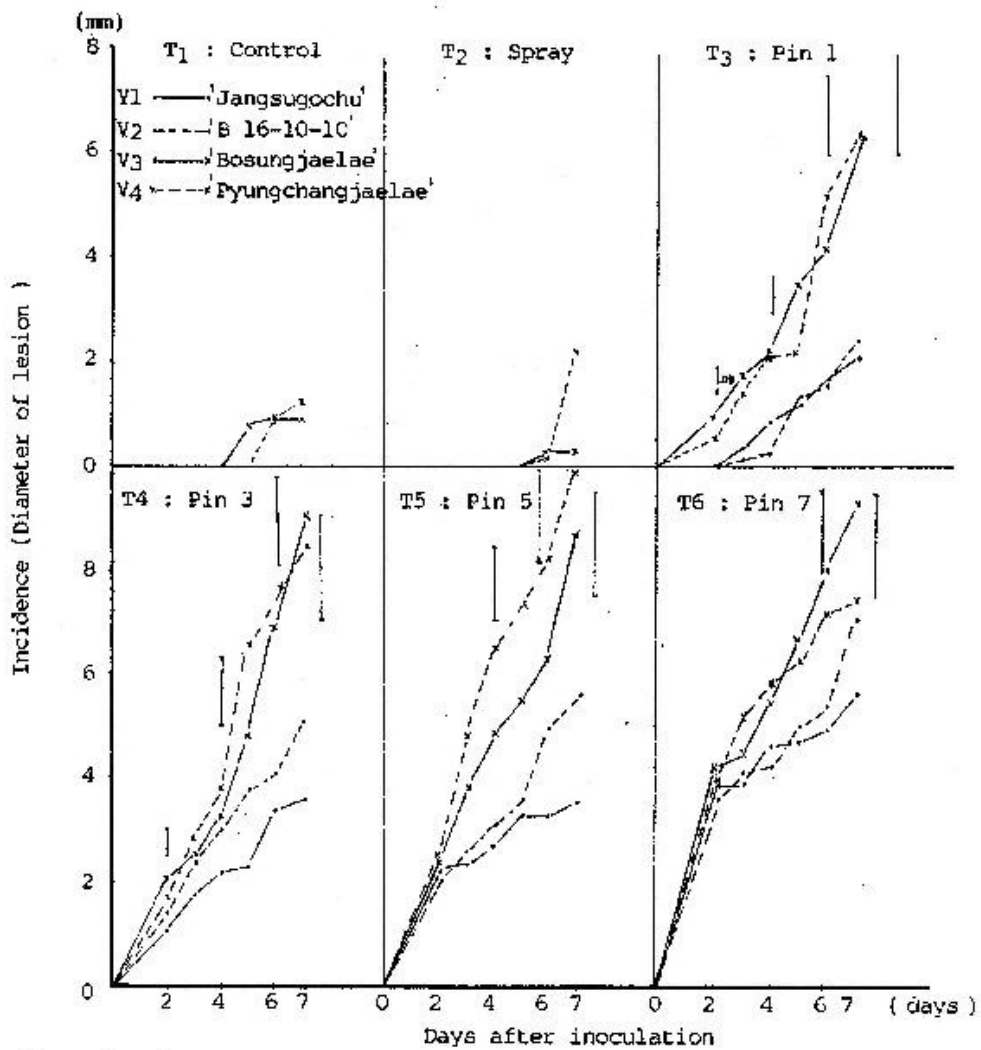 (mm)
8
T1 : Control
T2 : Spray
T3 : Pin 1
V1 'Jangsugochu'
V2 'B 16-10-10'
V3 'Bosungjaelae'
V4 'Pyungchangjaelae'
6
4
2
0
Incidence (Diameter of lesion )
T4 : Pin 3
T5 : Pin 5
T6 : Pin 7
8
6
4
2
0
2 4 6 7 0 2 4 6 7 0 2 4 6 7 ( days )
Days after inoculation